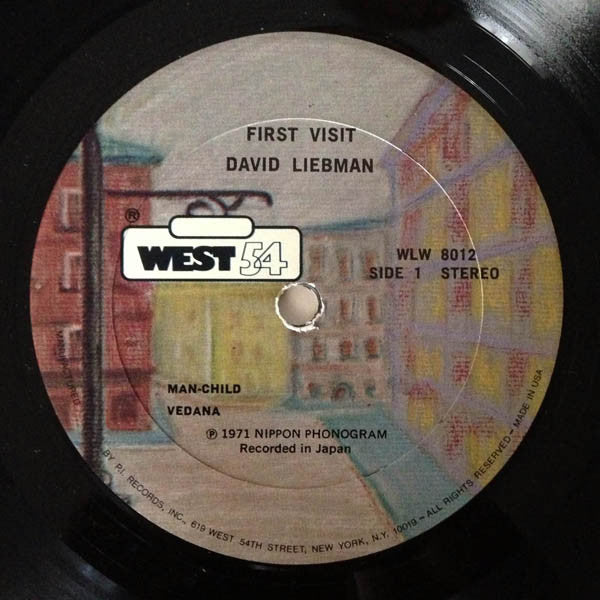 FIRST VISIT
DAVID LIEBMAN
®
WEST 54
WLW 8012
SIDE 1 STEREO
MAN-CHILD
VEDANA
℗ 1971 NIPPON PHONOGRAM
Recorded in Japan
BY P.I. RECORDS, INC., 619 WEST 54TH STREET, NEW YORK, N.Y. 10019 – ALL RIGHTS RESERVED – MADE IN USA